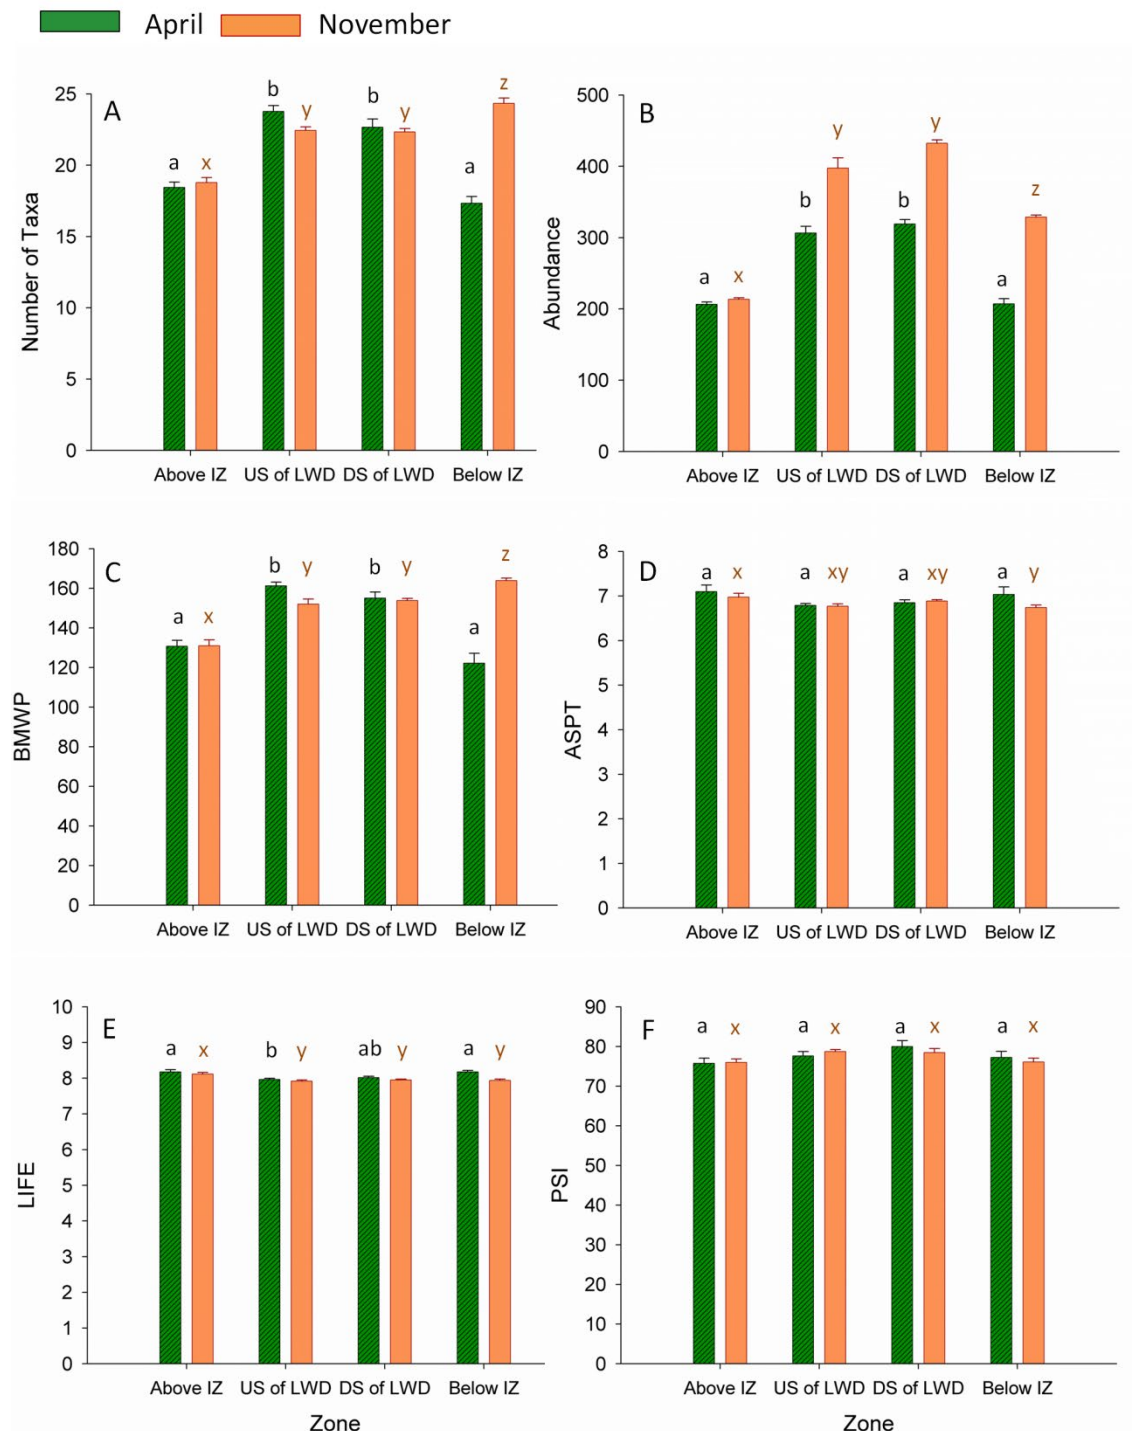 April November
A
b b z
y y
a x a
25
20
15
10
5
0
Number of Taxa
Above IZ US of LWD DS of LWD Below IZ
B
y y
b b z
a x a
500
400
300
200
100
0
Abundance
Above IZ US of LWD DS of LWD Below IZ
C
b y b y z
a x a
180
160
140
120
100
80
60
40
20
0
BMWP
Above IZ US of LWD DS of LWD Below IZ
D
a x a xy a xy a y
8
7
6
5
4
3
2
1
0
ASPT
Above IZ US of LWD DS of LWD Below IZ
E
a x b y ab y a y
10
9
8
7
6
5
4
3
2
1
0
LIFE
Above IZ US of LWD DS of LWD Below IZ
Zone
F
a x a x a x a x
90
80
70
60
50
40
30
20
10
0
PSI
Above IZ US of LWD DS of LWD Below IZ
Zone